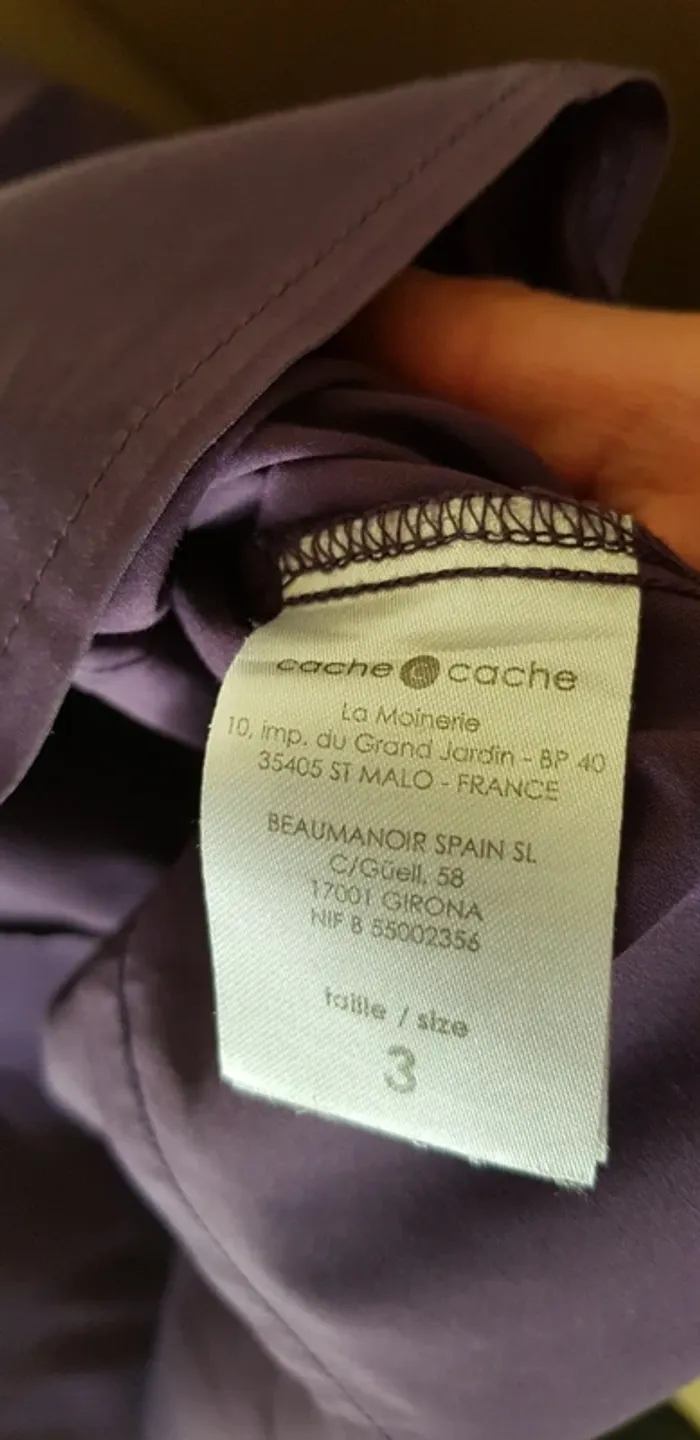 cache c cache
La Moinerie
10, imp. du Grand Jardin - BP 40
35405 ST MALO - FRANCE
BEAUMANOIR SPAIN SL
C/Güell, 58
17001 GIRONA
NIF B 55002356
taille / size
3